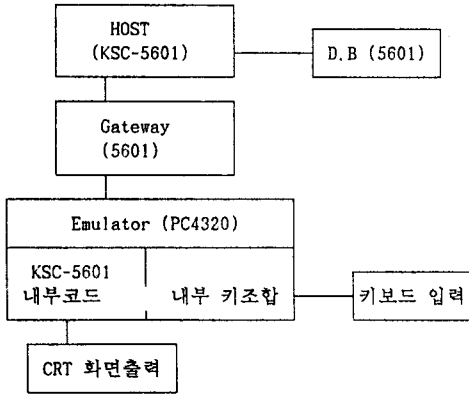 HOST
(KSC-5601)
D.B (5601)
Gateway
(5601)
Emulator (PC4320)
KSC-5601
내부코드
내부 키조합
키보드 입력
CRT 화면출력